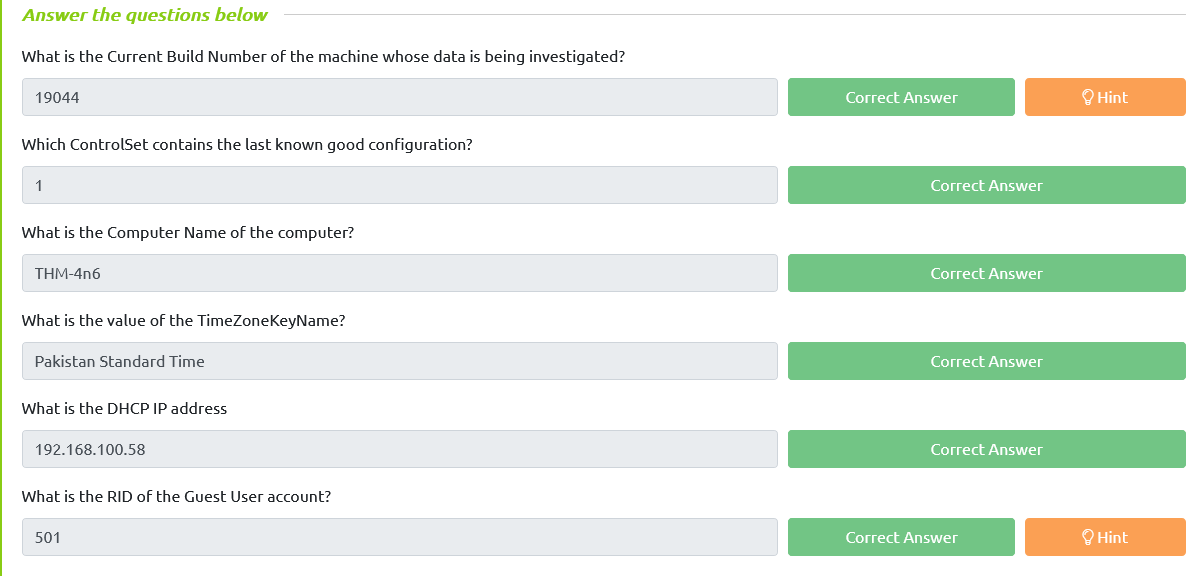 Answer the questions below
What is the Current Build Number of the machine whose data is being investigated?
19044 Correct Answer Hint
Which ControlSet contains the last known good configuration?
1 Correct Answer
What is the Computer Name of the computer?
THM-4n6 Correct Answer
What is the value of the TimeZoneKeyName?
Pakistan Standard Time Correct Answer
What is the DHCP IP address
192.168.100.58 Correct Answer
What is the RID of the Guest User account?
501 Correct Answer Hint